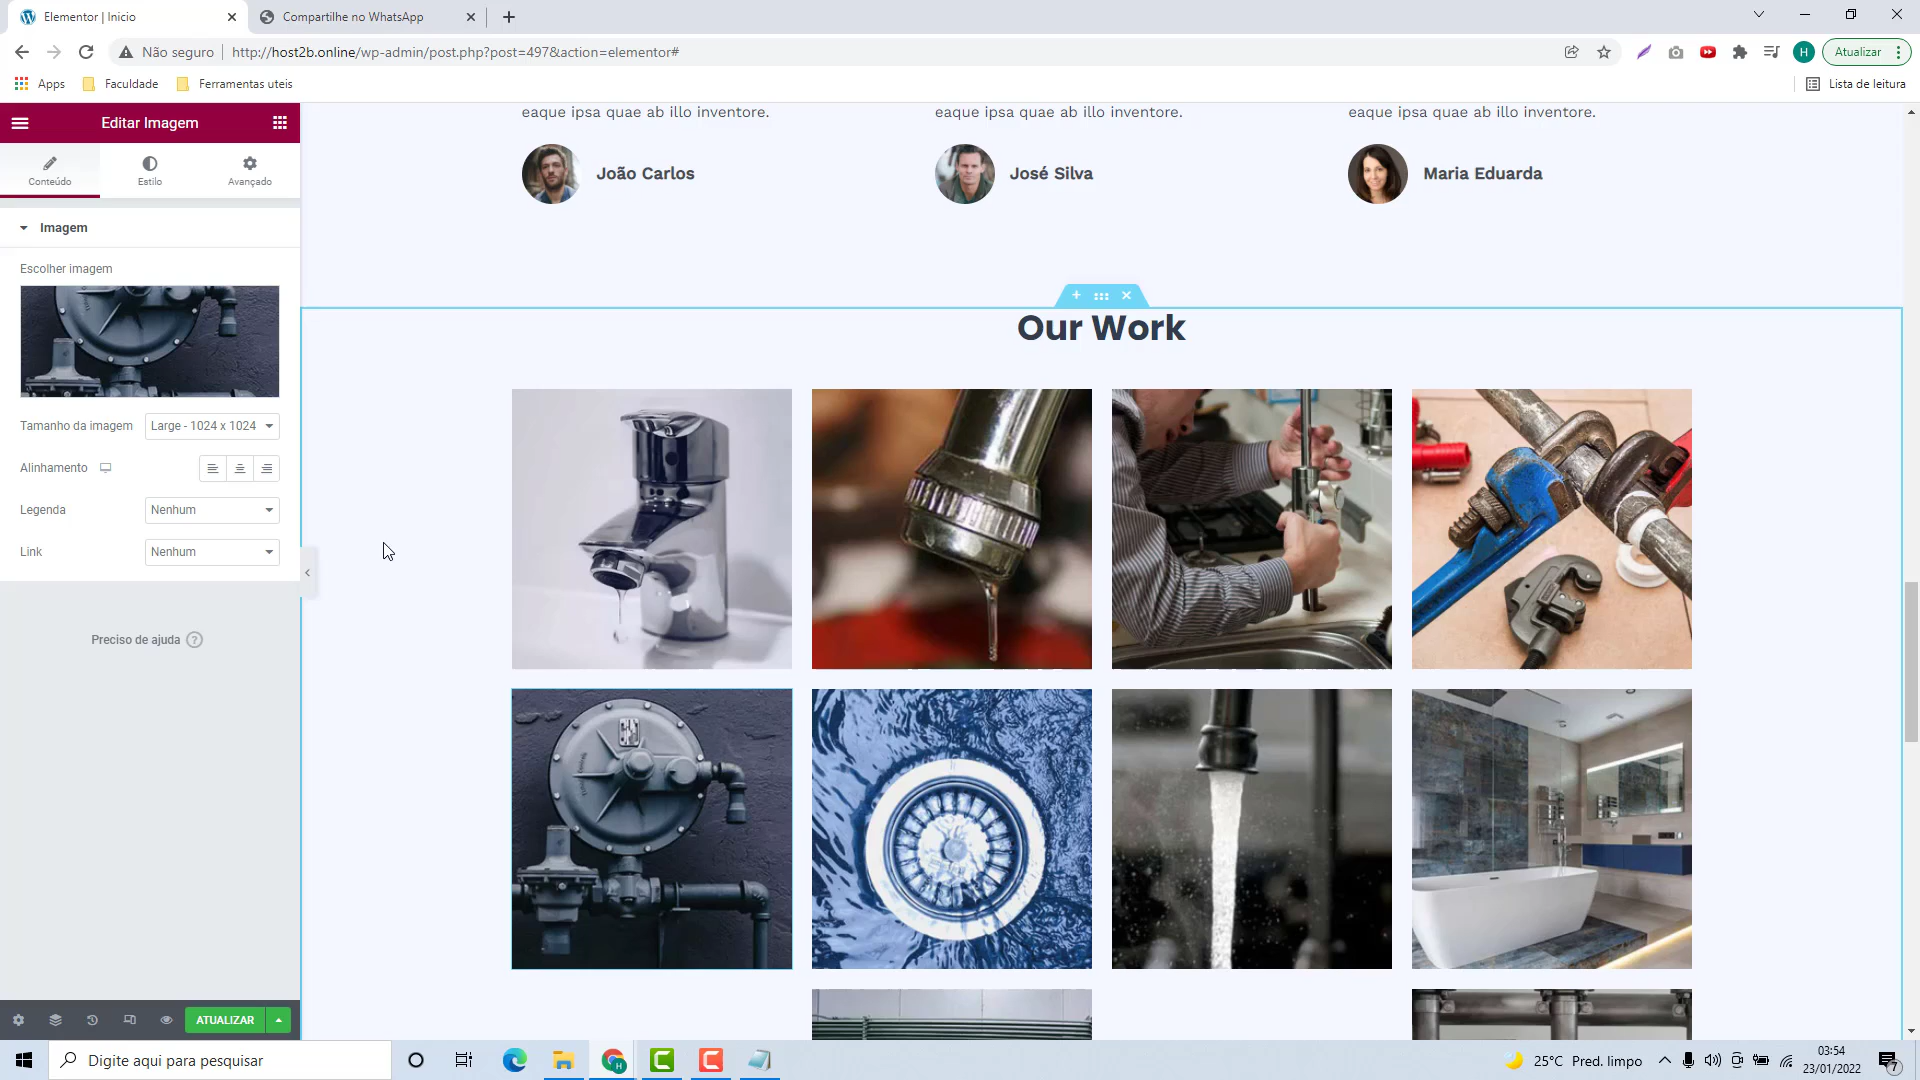 Elementor | Inicio
Compartilhe no WhatsApp
Não seguro
http://host2b.online/wp-admin/post.php?post=497&action=elementor#
H
Atualizar
Apps
Faculdade
Ferramentas uteis
Lista de leitura
Editar Imagem
Conteúdo
Estilo
Avançado
Imagem
Escolher imagem
Tamanho da imagem
Large - 1024 x 1024
Alinhamento
Legenda
Nenhum
Link
Nenhum
Preciso de ajuda
ATUALIZAR
eaque ipsa quae ab illo inventore.
eaque ipsa quae ab illo inventore.
eaque ipsa quae ab illo inventore.
João Carlos
José Silva
Maria Eduarda
Our Work
Digite aqui para pesquisar
25°C Pred. limpo
03:54
23/01/2022
7